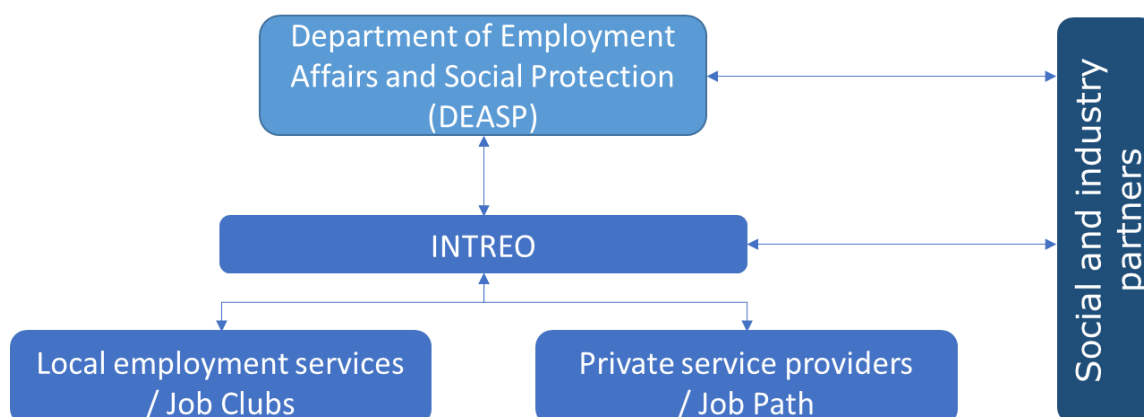 Department of Employment
Affairs and Social Protection
(DEASP)
INTREO
Local employment services
/ Job Clubs
Private service providers
/ Job Path
Social and industry
partners